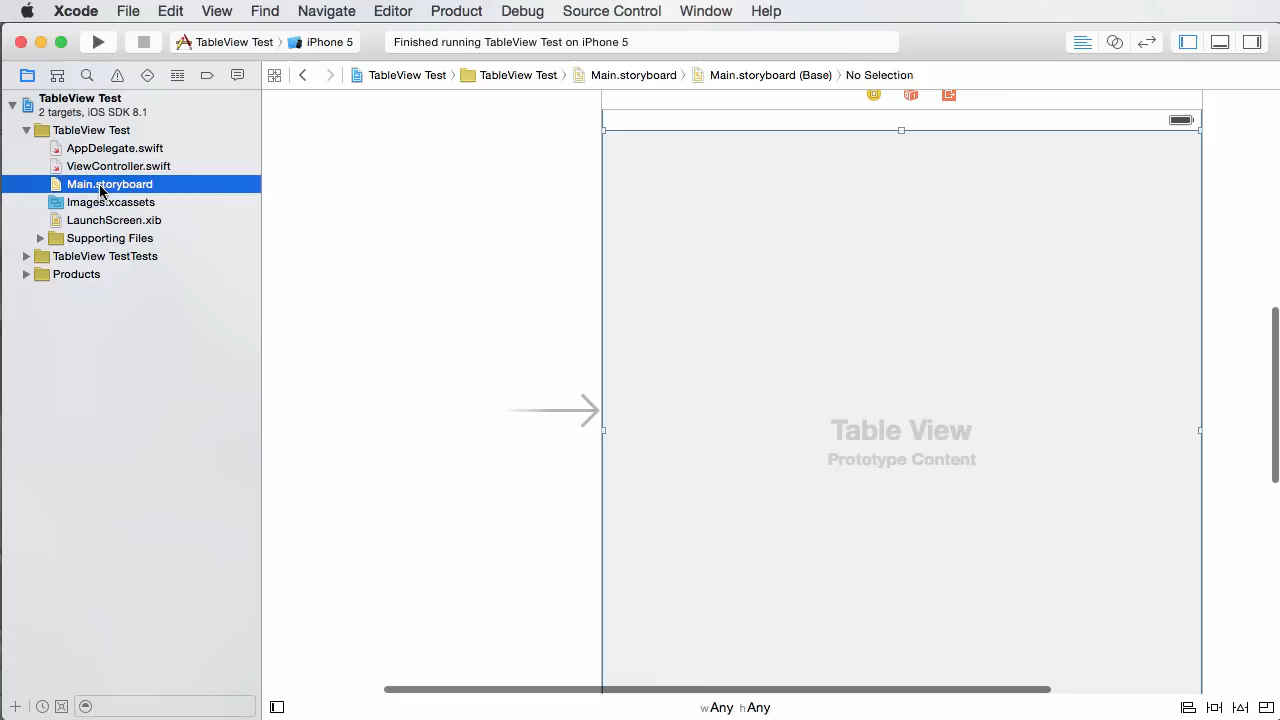 Xcode File Edit View Find Navigate Editor Product Debug Source Control Window Help
TableView Test iPhone 5 Finished running TableView Test on iPhone 5
TableView Test TableView Test Main.storyboard Main.storyboard (Base) No Selection
TableView Test
2 targets, iOS SDK 8.1
TableView Test
AppDelegate.swift
ViewController.swift
Main.storyboard
Images.xcassets
LaunchScreen.xib
Supporting Files
TableView TestTests
Products
Table View
Prototype Content
wAny hAny